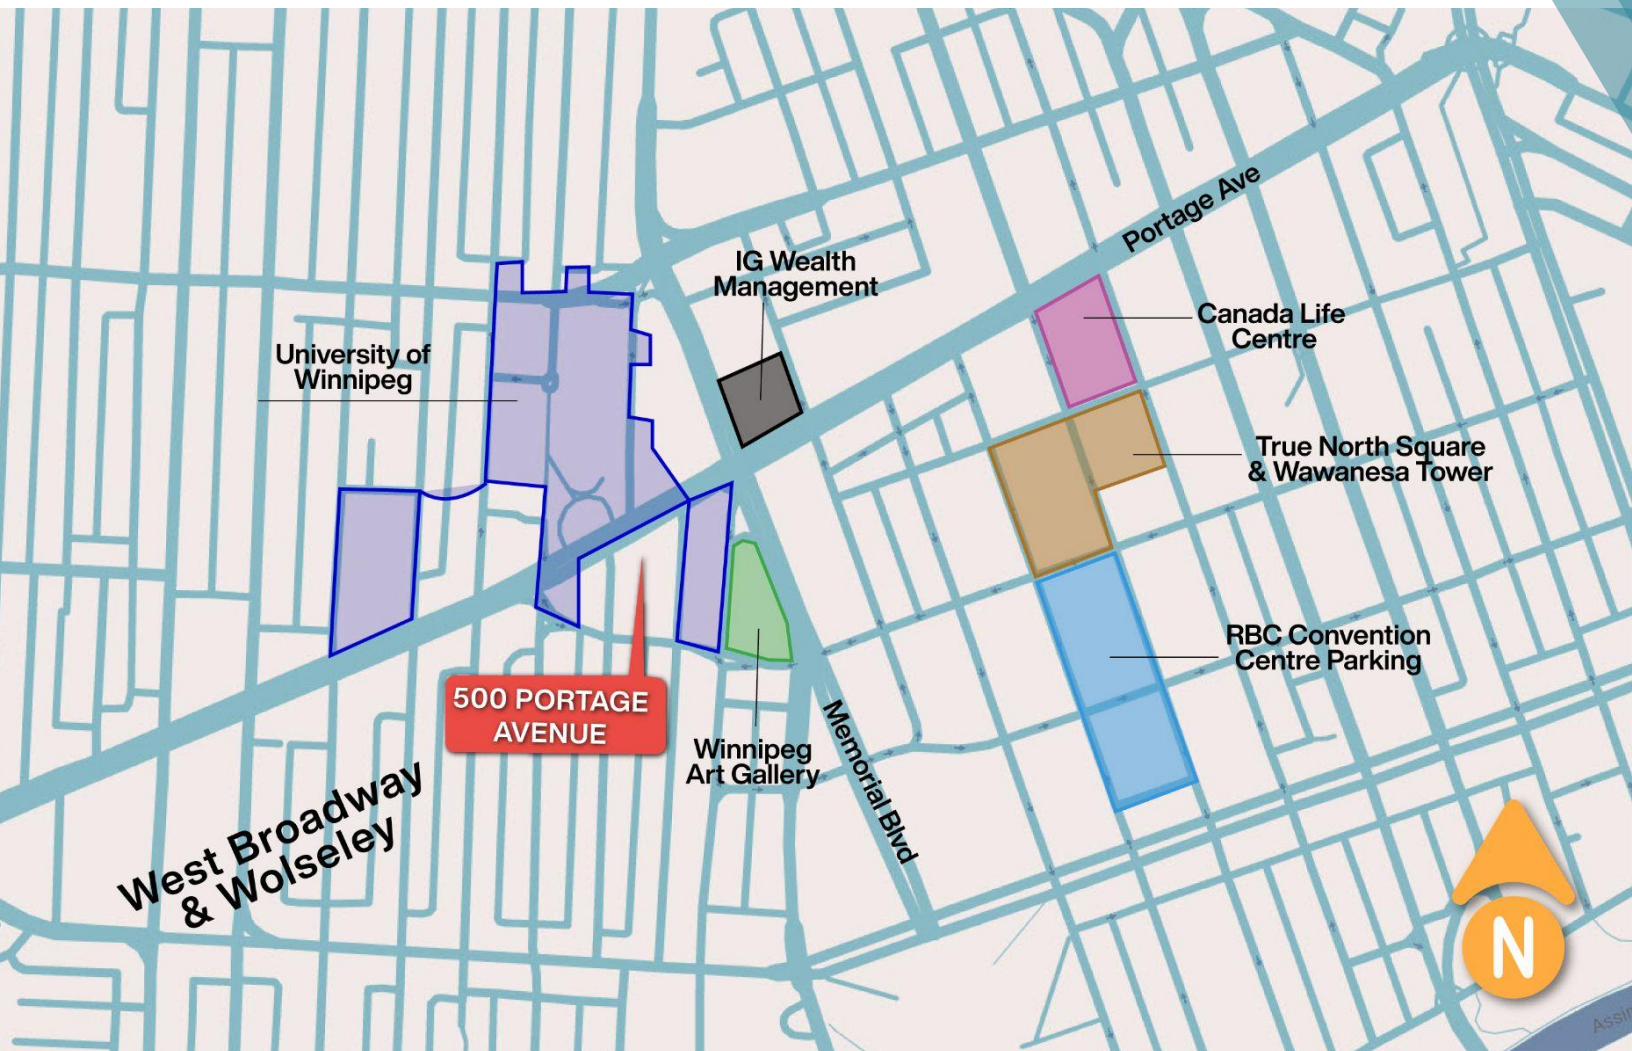 Portage Ave
IG Wealth
Management
Canada Life
Centre
University of
Winnipeg
True North Square
& Wawanesa Tower
RBC Convention
Centre Parking
500 PORTAGE
AVENUE
Winnipeg
Art Gallery
Memorial Blvd
West Broadway
& Wolseley
N